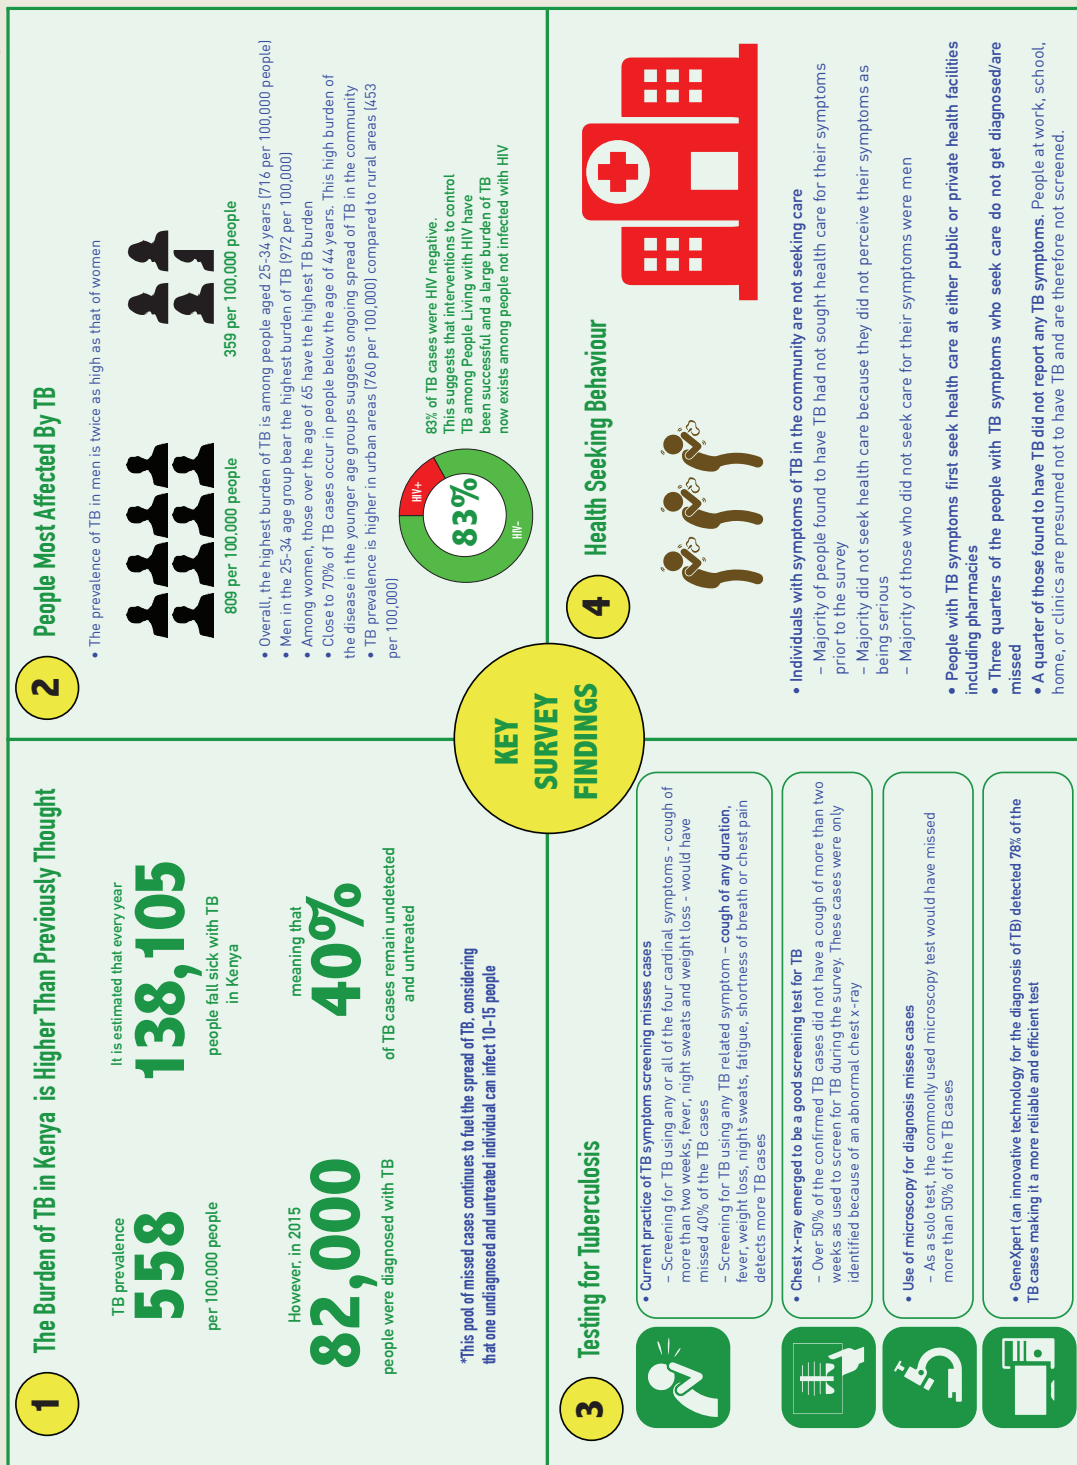 1
The Burden of TB in Kenya is Higher Than Previously Thought
TB prevalence
558
per 100,000 people
It is estimated that every year
138,105
people fall sick with TB
in Kenya
However, in 2015
82,000
people were diagnosed with TB
meaning that
40%
of TB cases remain undetected
and untreated
*This pool of missed cases continues to fuel the spread of TB, considering
that one undiagnosed and untreated individual can infect 10-15 people
2
People Most Affected By TB
• The prevalence of TB in men is twice as high as that of women
809 per 100,000 people
359 per 100,000 people
• Overall, the highest burden of TB is among people aged 25-34 years (716 per 100,000 people)
• Men in the 25-34 age group bear the highest burden of TB (972 per 100,000)
• Among women, those over the age of 65 have the highest TB burden
• Close to 70% of TB cases occur in people below the age of 44 years. This high burden of
the disease in the younger age groups suggests ongoing spread of TB in the community
• TB prevalence is higher in urban areas (760 per 100,000) compared to rural areas (453
per 100,000)
HIV+
83%
HIV-
83% of TB cases were HIV negative.
This suggests that interventions to control
TB among People Living with HIV have
been successful and a large burden of TB
now exists among people not infected with HIV
KEY
SURVEY
FINDINGS
3
Testing for Tuberculosis
• Current practice of TB symptom screening misses cases
– Screening for TB using any or all of the four cardinal symptoms - cough of
more than two weeks, fever, night sweats and weight loss - would have
missed 40% of the TB cases
– Screening for TB using any TB related symptom – cough of any duration,
fever, weight loss, night sweats, fatigue, shortness of breath or chest pain
detects more TB cases
• Chest x-ray emerged to be a good screening test for TB
– Over 50% of the confirmed TB cases did not have a cough of more than two
weeks as used to screen for TB during the survey. These cases were only
identified because of an abnormal chest x-ray
• Use of microscopy for diagnosis misses cases
– As a solo test, the commonly used microscopy test would have missed
more than 50% of the TB cases
• GeneXpert (an innovative technology for the diagnosis of TB) detected 78% of the
TB cases making it a more reliable and efficient test
4
Health Seeking Behaviour
• Individuals with symptoms of TB in the community are not seeking care
– Majority of people found to have TB had not sought health care for their symptoms
prior to the survey
– Majority did not seek health care because they did not perceive their symptoms as
being serious
– Majority of those who did not seek care for their symptoms were men
• People with TB symptoms first seek health care at either public or private health facilities
including pharmacies
• Three quarters of the people with TB symptoms who seek care do not get diagnosed/are
missed
• A quarter of those found to have TB did not report any TB symptoms. People at work, school,
home, or clinics are presumed not to have TB and are therefore not screened.